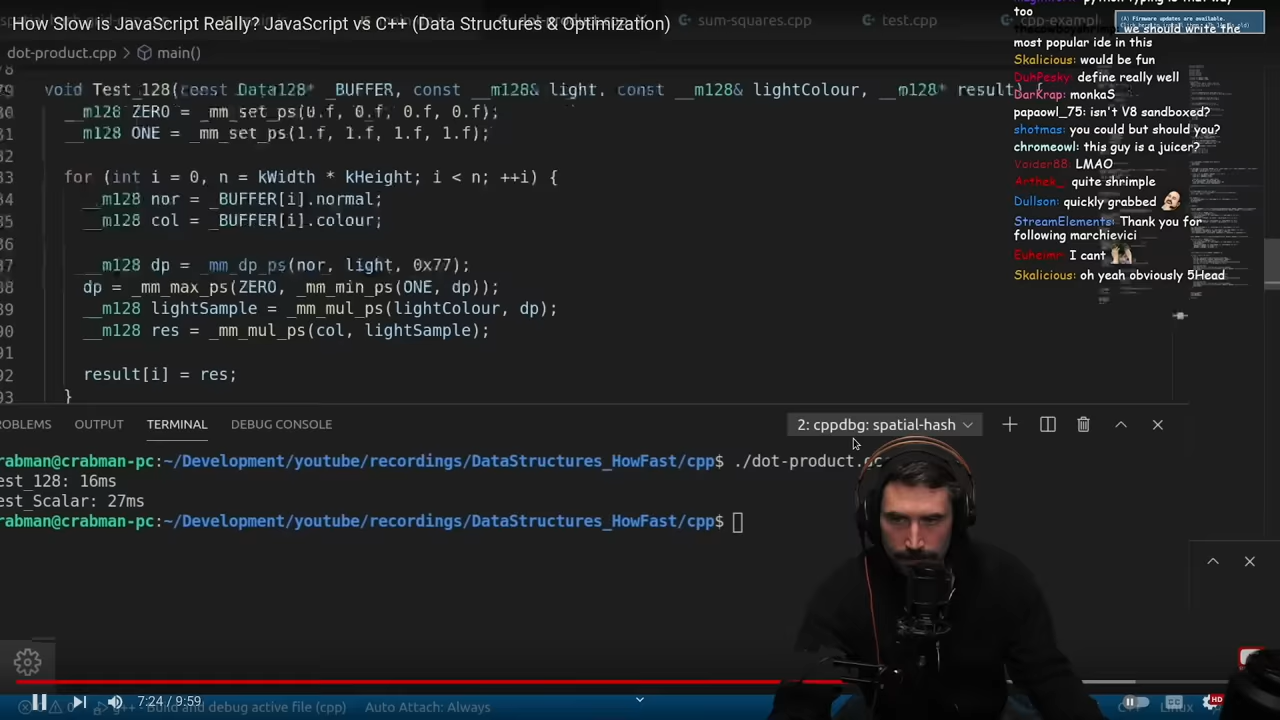 How Slow Is JavaScript Really? JavaScript vs C++ (Data Structures & Optimization)
sum-squares.cpp
test.cpp
dot-product.cpp > main()
void Test_128(const Data128* _BUFFER, const __m128& light, const __m128& lightColour, __m128* result) {
__m128 ZERO = _mm_set_ps(0.f, 0.f, 0.f, 0.f);
__m128 ONE = _mm_set_ps(1.f, 1.f, 1.f, 1.f);
for (int i = 0, n = kWidth * kHeight; i < n; ++i) {
__m128 nor = _BUFFER[i].normal;
__m128 col = _BUFFER[i].colour;
__m128 dp = _mm_dp_ps(nor, light, 0x77);
dp = _mm_max_ps(ZERO, _mm_min_ps(ONE, dp));
__m128 lightSample = _mm_mul_ps(lightColour, dp);
__m128 res = _mm_mul_ps(col, lightSample);
result[i] = res;
}
too
we should write the
most popular ide in this
Skalicious: would be fun
DuhPesky: define really well
DarKrap: monkaS
papaowl_75: isn't V8 sandboxed?
shotmas: you could but should you?
chromeowl: this guy is a juicer?
Voider88: LMAO
Arthek_: quite shrimple
Dullson: quickly grabbed
StreamElements: Thank you for
following marchievici
Euheimr: I cant
Skalicious: oh yeah obviously 5Head
(A) Firmware updates are available.
ROBLEMS OUTPUT TERMINAL DEBUG CONSOLE
2: cppdbg: spatial-hash
rabman@crabman-pc:~/Development/youtube/recordings/DataStructures_HowFast/cpp$ ./dot-product.
est_128: 16ms
est_Scalar: 27ms
rabman@crabman-pc:~/Development/youtube/recordings/DataStructures_HowFast/cpp$
7:24 / 9:59
HD
and debug active file (cpp)
Auto Attach: Always